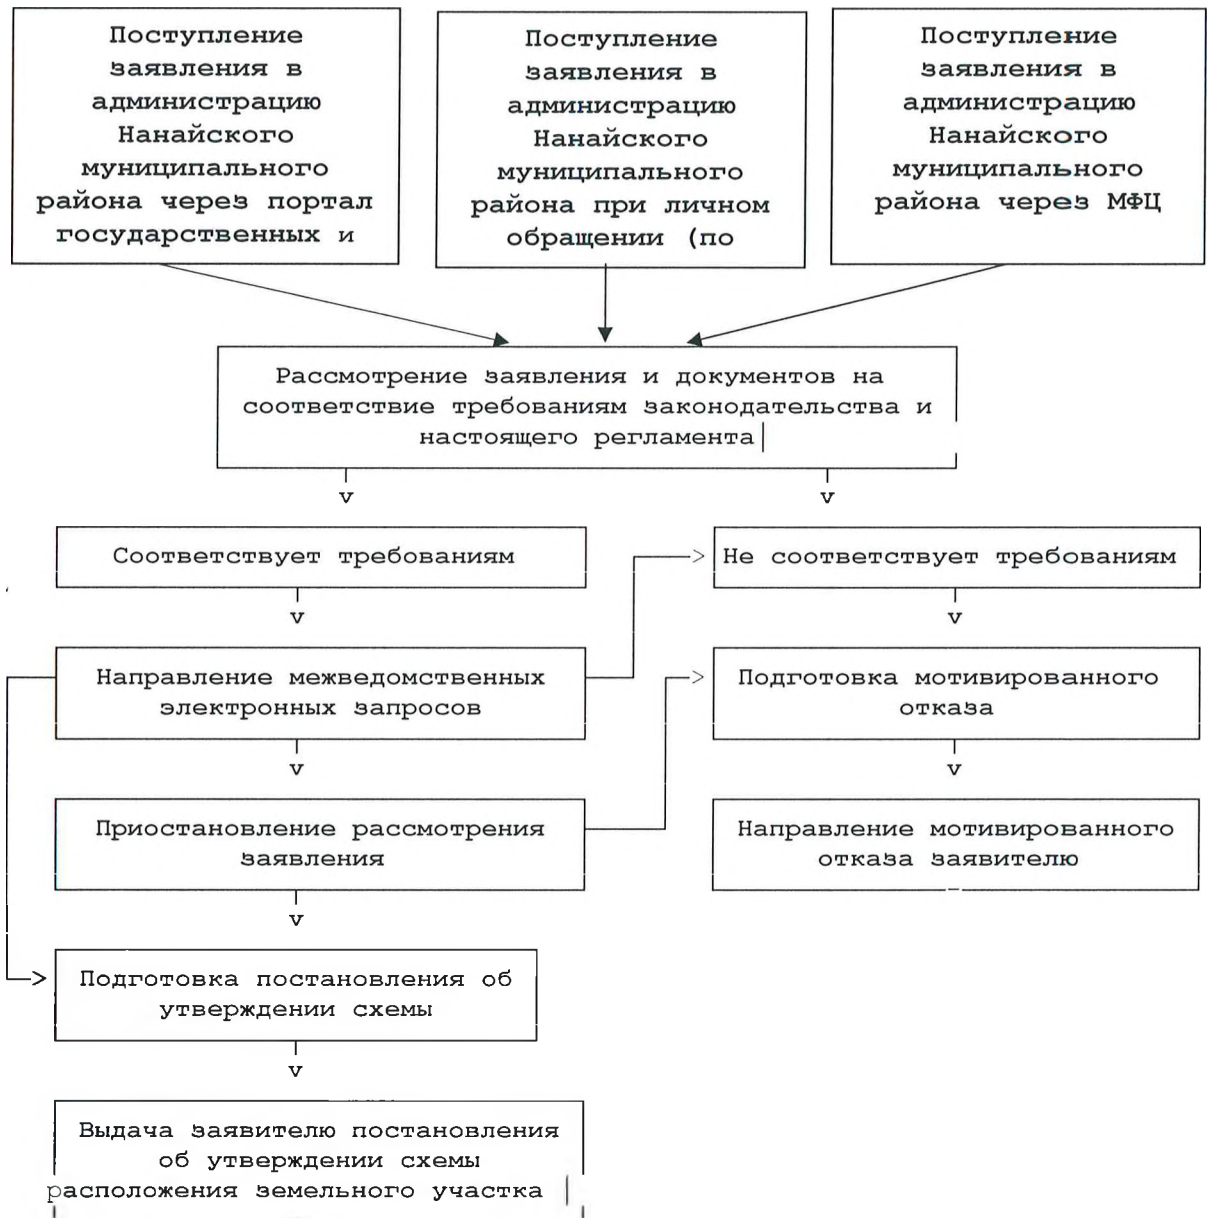 Поступление
заявления в
администрацию
Нанайского
муниципального
района через портал
государственных и
Поступление
заявления в
администрацию
Нанайского
муниципального
района при личном
обращении (по
Поступление
заявления в
администрацию
Нанайского
муниципального
района через МФЦ
Рассмотрение заявления и документов на
соответствие требованиям законодательства и
настоящего регламента
v
v
Соответствует требованиям
> Не соответствует требованиям
v
v
Направление межведомственных
электронных запросов
> Подготовка мотивированного
отказа
v
v
Приостановление рассмотрения
заявления
Направление мотивированного
отказа заявителю
v
> Подготовка постановления об
утверждении схемы
v
Выдача заявителю постановления
об утверждении схемы
расположения земельного участка